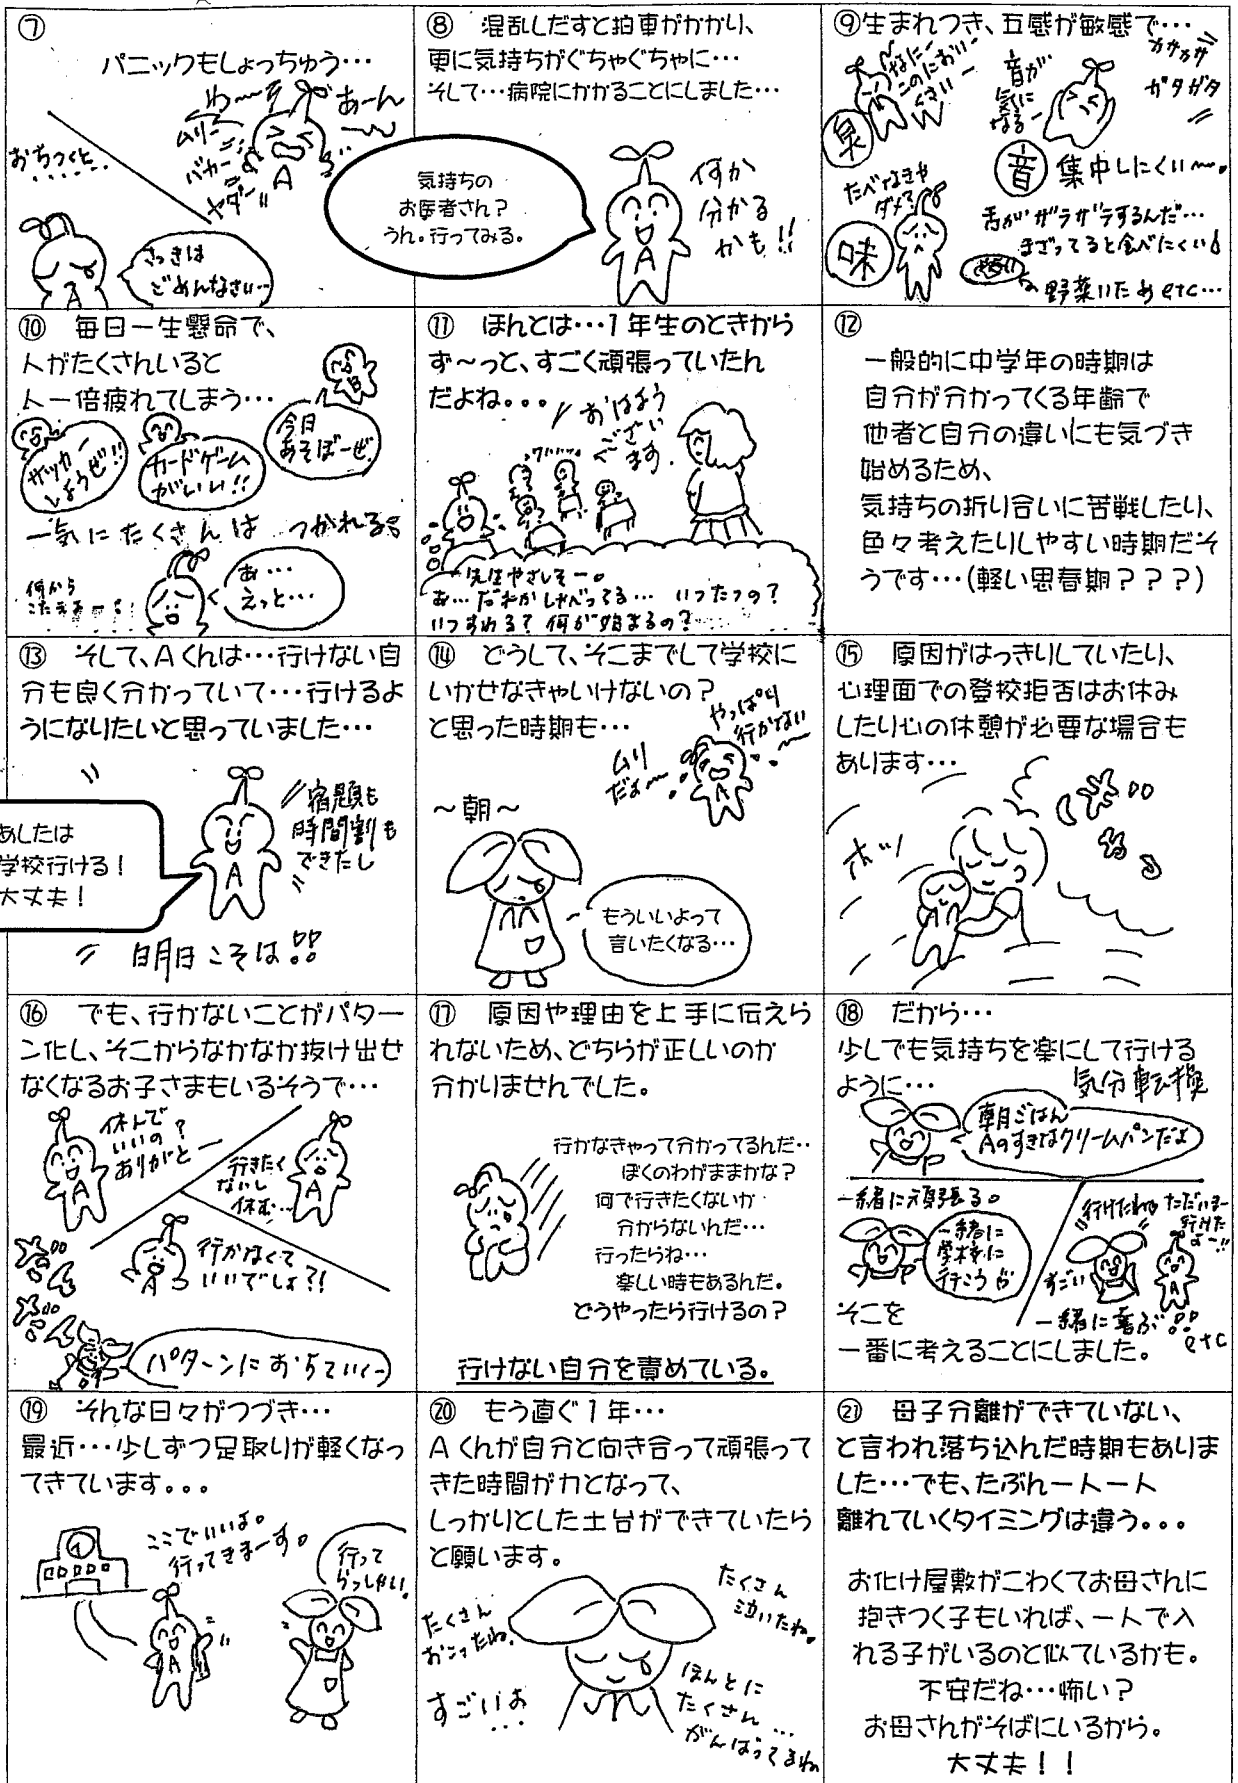 ⑦
パニックもしょっちゅう…
わ～～
あーん
ムリー
バカー
ヤダー!!
A
おちつくと
……
さっきは
ごめんなさい…
A
⑧ 混乱しだすと拍車がかかり、
更に気持ちがぐちゃぐちゃに…
そして…病院にかかることにしました…
気持ちの
お医者さん?
うん。行ってみる。
何か
分かる
かも!!
A
⑨生まれつき、五感が敏感で…
なにー
このにおいー
くさいー
臭
音が
気に
なるー
カサカサ
ガタガタ
音 集中しにくい～。
たべなきゃ
ダメ?
味
舌がザラザラするんだ…
まざってると食べにくい
野菜いためetc…
⑩ 毎日一生懸命で、
人がたくさんいると
人一倍疲れてしまう…
B
今日
あそぼーぜ。
サッカー
しようぜ!!
カードゲーム
がいい!!
一気にたくさんは つかれる
何から
こたえよー
あ…
えっと…
⑪ ほんとは…1年生のときから
ず～っと、すごく頑張っていたん
だよね。。。
おはよう
ござい
ます。
ワハハハ
先生やさしそー。
あ…だれかしゃべってる… いつたつの?
いつすわる? 何が始まるの?
⑫
一般的に中学年の時期は
自分が分かってくる年齢で
他者と自分の違いにも気づき
始めるため、
気持ちの折り合いに苦戦したり、
色々考えたりしやすい時期だそ
うです…(軽い思春期???)
⑬ そして、Aくんは…行けない自
分も良く分かっていて…行けるよ
うになりたいと思っていました…
あしたは
学校行ける!
大丈夫!
A
宿題も
時間割も
できたし
明日こそは!!
⑭ どうして、そこまでして学校に
いかせなきゃいけないの?
と思った時期も…
やっぱり
行かない
ムリ
だよ～
～朝～
もういいよって
言いたくなる…
⑮ 原因がはっきりしていたり、
心理面での登校拒否はお休み
したり心の休憩が必要な場合も
あります…
ホッ
⑯ でも、行かないことがパター
ン化し、そこからなかなか抜け出せ
なくなるお子さまもいるそうで…
休んで
いいの?
ありがとー
A
行きたく
ないし
休む…
A
行かなくて
いいでしょ?!
A
ガーン
ガーン
パターンにおちていくー
⑰ 原因や理由を上手に伝えら
れないため、どちらが正しいのか
分かりませんでした。
行かなきゃって分かってるんだ‥
ぼくのわがままかな?
何で行きたくないか
分からないんだ…
行ったらね…
楽しい時もあるんだ。
どうやったら行けるの?
行けない自分を責めている。
⑱ だから…
少しでも気持ちを楽にして行ける
ように… 気分転換
朝ごはん
Aのすきなクリームパンだよ
一緒に頑張る。
一緒に
学校に
行こう
行けたね
ただいまー
行けた
よー!!
すごい
A
一緒に喜ぶ!!
etc
そこを
一番に考えることにしました。
⑲ そんな日々がつづき…
最近…少しずつ足取りが軽くなっ
てきています。。。
ここでいいよ。
行ってきまーす。
行って
らっしゃい。
A
⑳ もう直ぐ1年…
Aくんが自分と向き合って頑張って
きた時間が力となって、
しっかりとした土台ができていたら
と願います。
たくさん
おこったね。
たくさん
泣いたね。
すごいよ
…
ほんとに
たくさん…
がんばってるね
㉑ 母子分離ができていない、
と言われ落ち込んだ時期もありま
した…でも、たぶん一人一人
離れていくタイミングは違う。。。
お化け屋敷がこわくてお母さんに
抱きつく子もいれば、一人で入
れる子がいるのと似ているかも。
不安だね…怖い?
お母さんがそばにいるから。
大丈夫!!